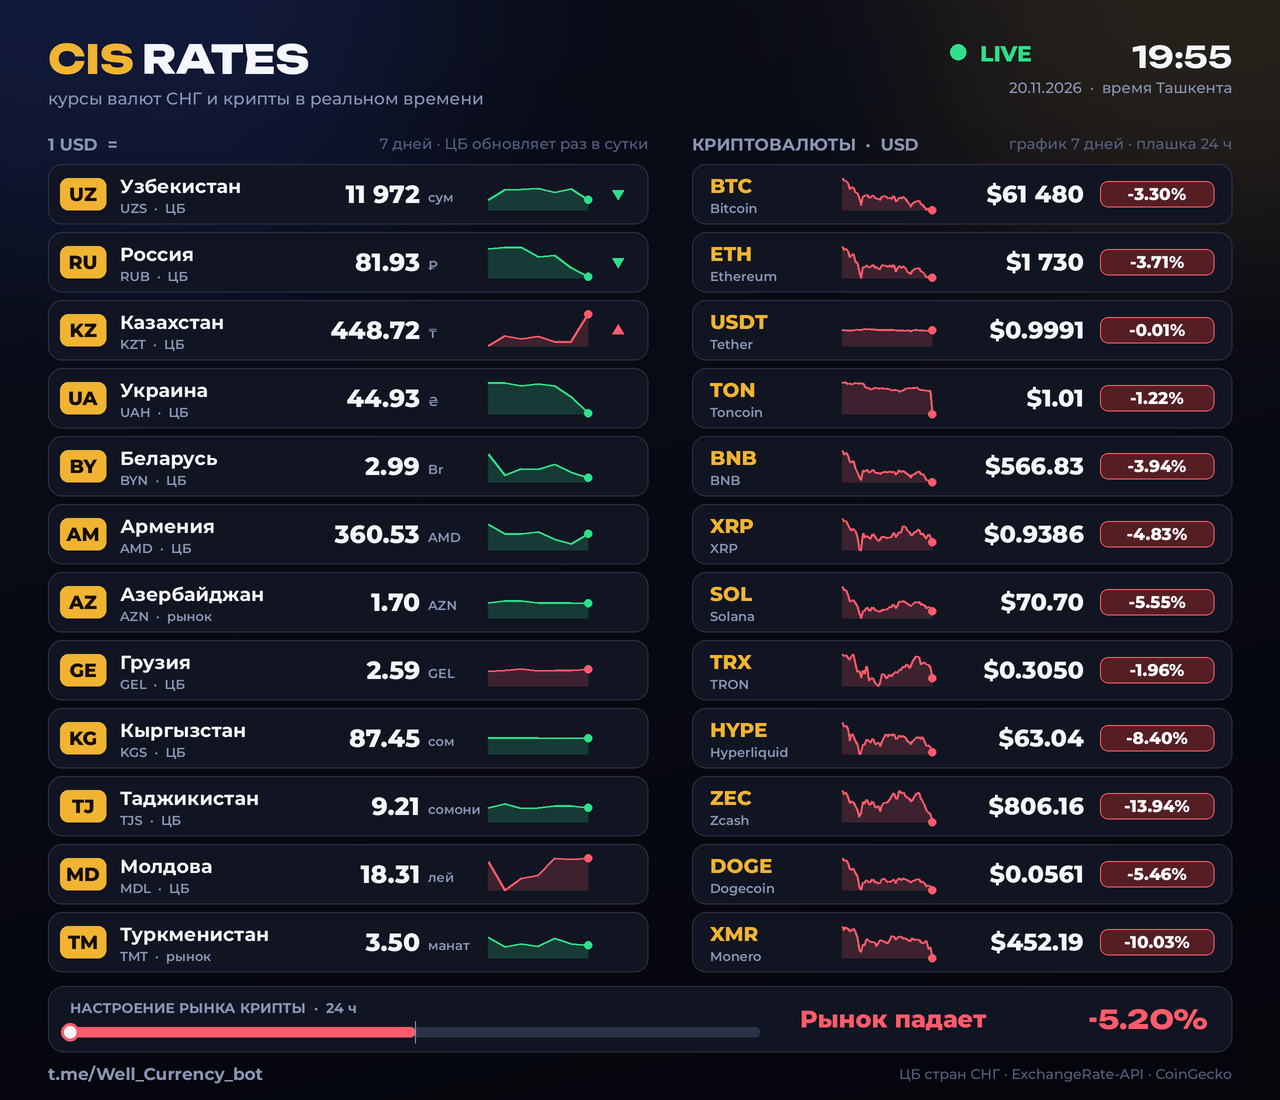 CIS RATES
LIVE 19:55
курсы валют СНГ и крипты в реальном времени
20.11.2026 · время Ташкента
1 USD =
7 дней · ЦБ обновляет раз в сутки
UZ Узбекистан 11 972 сум
UZS · ЦБ
RU Россия 81.93 ₽
RUB · ЦБ
KZ Казахстан 448.72 ₸
KZT · ЦБ
UA Украина 44.93 ₴
UAH · ЦБ
BY Беларусь 2.99 Br
BYN · ЦБ
AM Армения 360.53 AMD
AMD · ЦБ
AZ Азербайджан 1.70 AZN
AZN · рынок
GE Грузия 2.59 GEL
GEL · ЦБ
KG Кыргызстан 87.45 сом
KGS · ЦБ
TJ Таджикистан 9.21 сомони
TJS · ЦБ
MD Молдова 18.31 лей
MDL · ЦБ
TM Туркменистан 3.50 манат
TMT · рынок
КРИПТОВАЛЮТЫ · USD
график 7 дней · плашка 24 ч
BTC $61 480 -3.30%
Bitcoin
ETH $1 730 -3.71%
Ethereum
USDT $0.9991 -0.01%
Tether
TON $1.01 -1.22%
Toncoin
BNB $566.83 -3.94%
BNB
XRP $0.9386 -4.83%
XRP
SOL $70.70 -5.55%
Solana
TRX $0.3050 -1.96%
TRON
HYPE $63.04 -8.40%
Hyperliquid
ZEC $806.16 -13.94%
Zcash
DOGE $0.0561 -5.46%
Dogecoin
XMR $452.19 -10.03%
Monero
НАСТРОЕНИЕ РЫНКА КРИПТЫ · 24 ч
Рынок падает -5.20%
t.me/Well_Currency_bot
ЦБ стран СНГ · ExchangeRate-API · CoinGecko